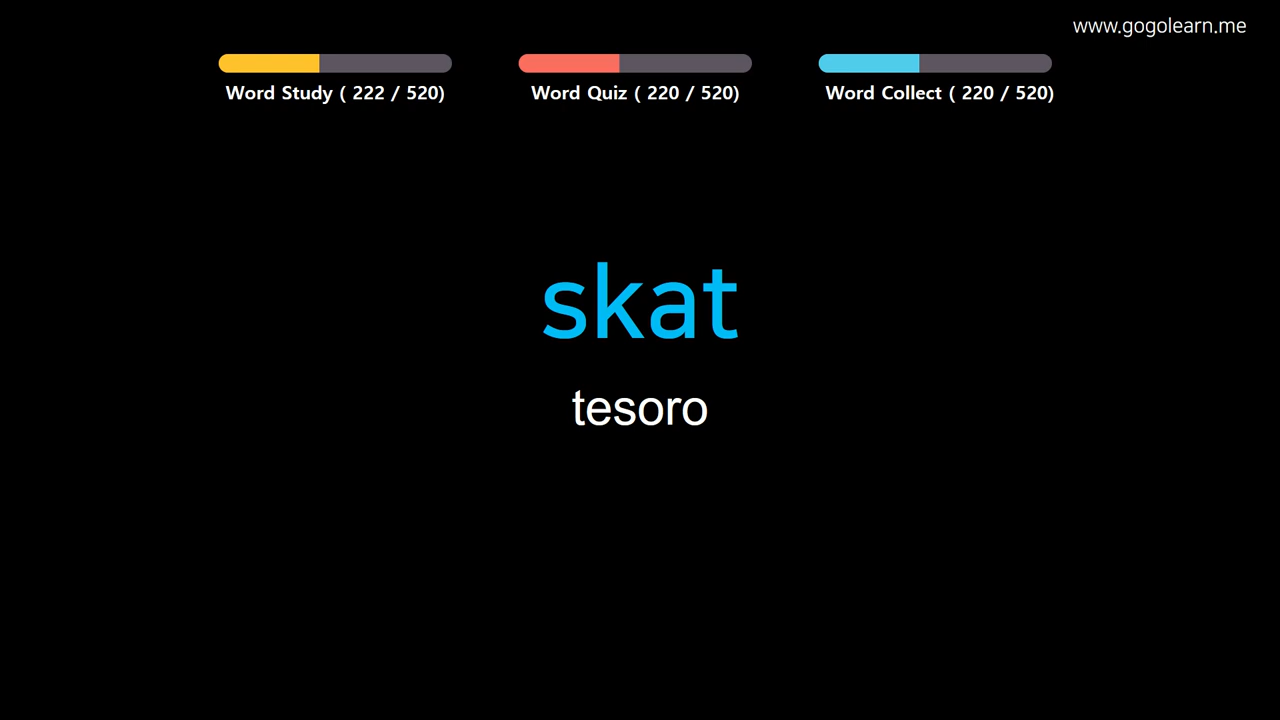 www.gogolearn.me
Word Study ( 222 / 520)
Word Quiz ( 220 / 520)
Word Collect ( 220 / 520)
skat
tesoro